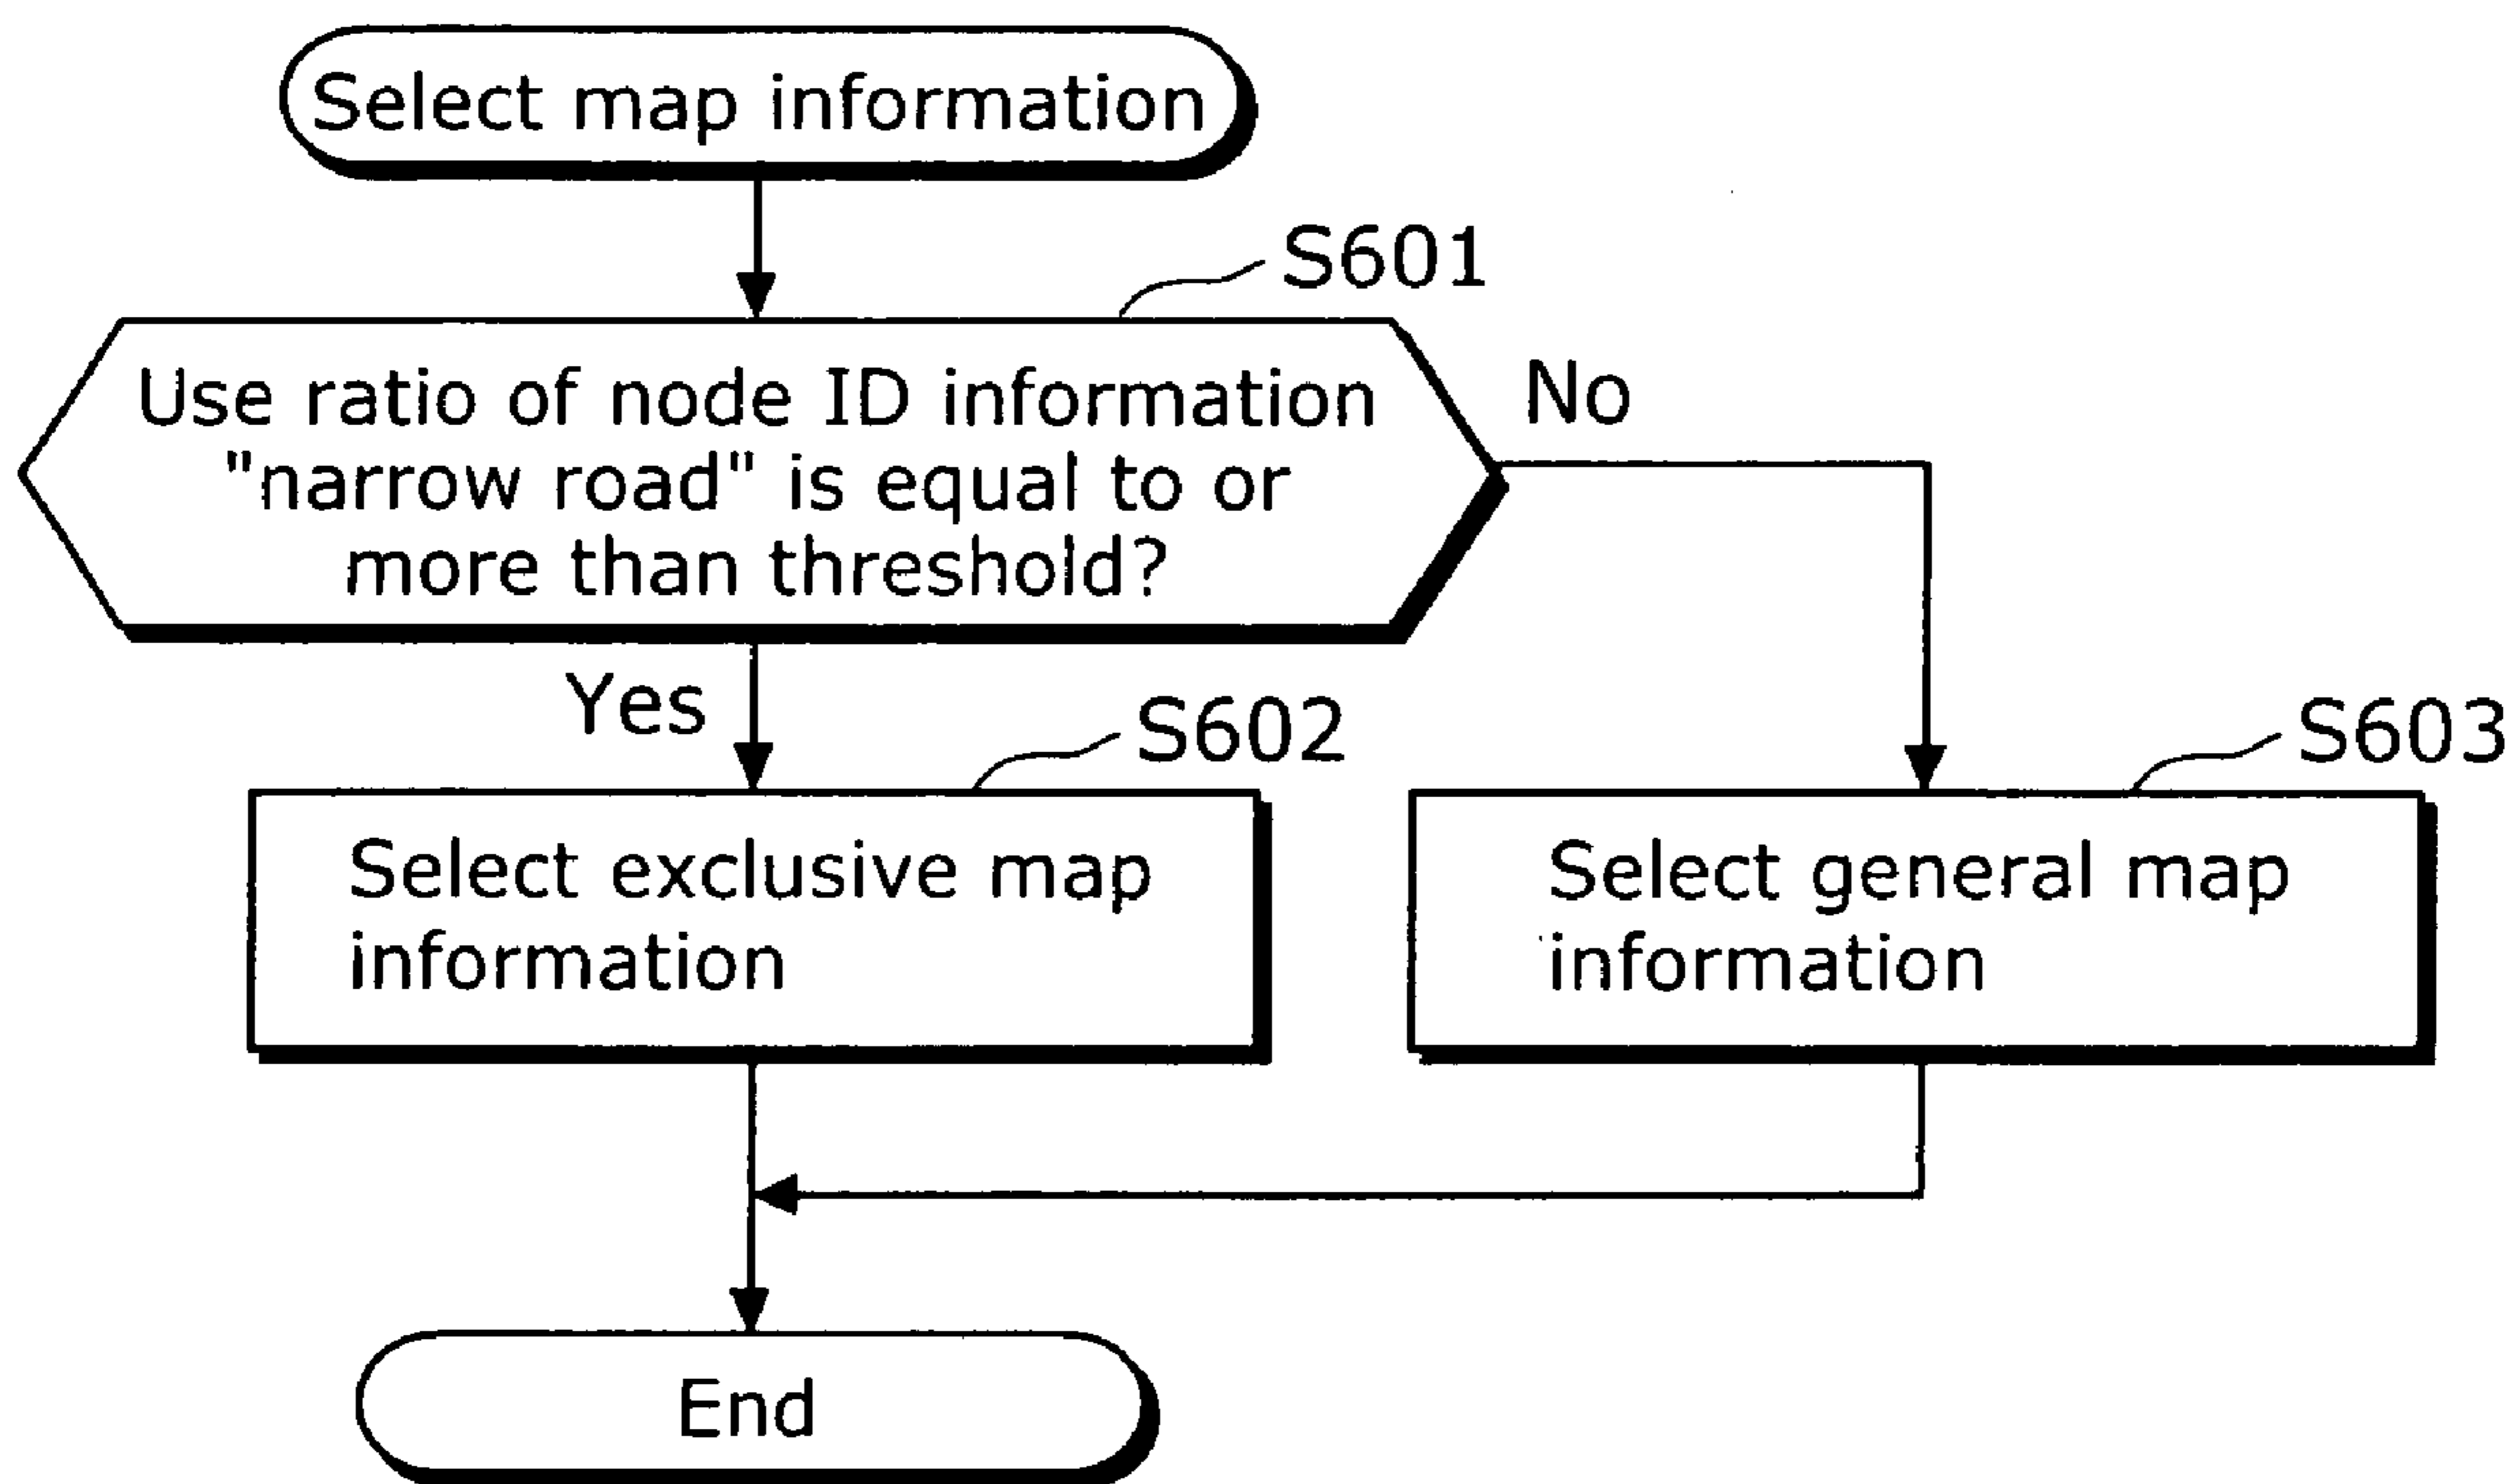 Select map information
S601
Use ratio of node ID information
"narrow road" is equal to or
more than threshold?
No
Yes
S602
Select exclusive map
information
S603
Select general map
information
End